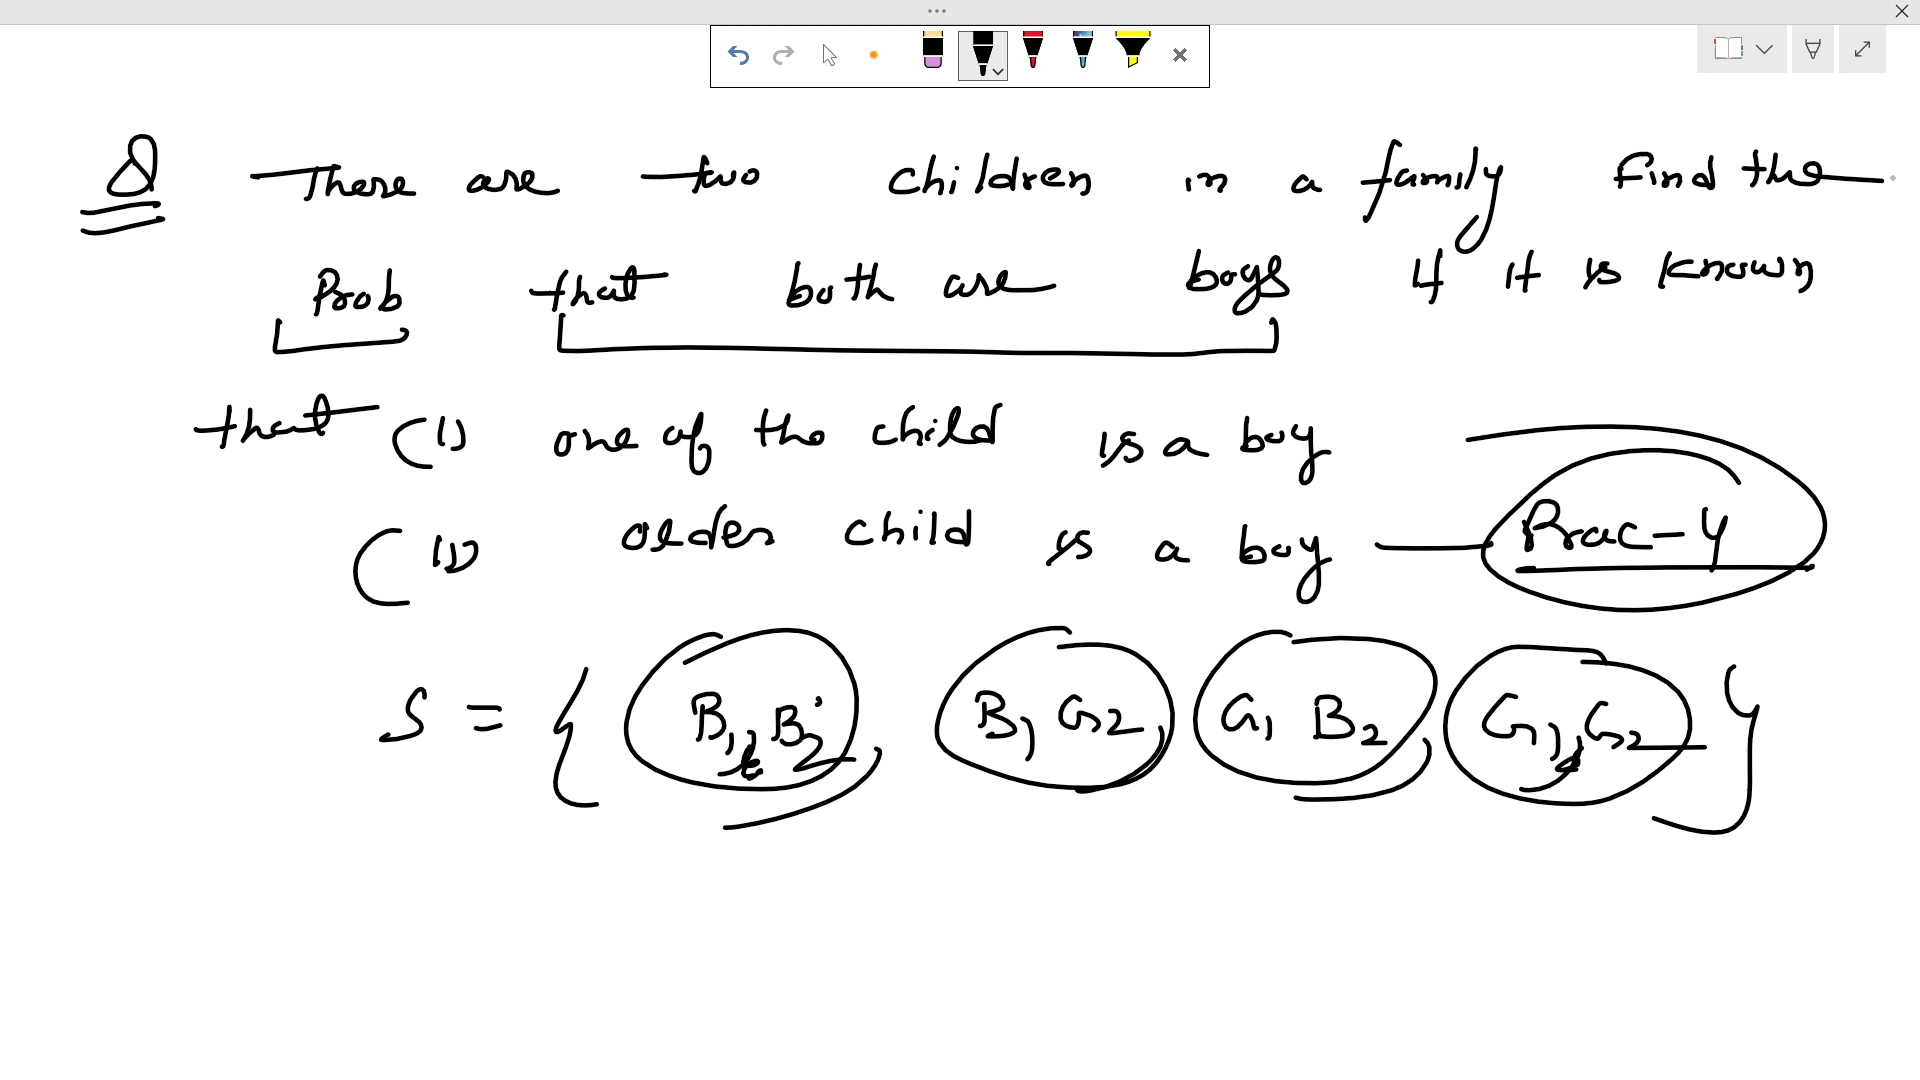 Q There are two children in a family find the
Prob that both are boys if it is known
that (i) one of the child is a boy
(ii) older child is a boy — Prac-4
S = { B1, B2, B1 G2 G1 B2 G1, G2 }